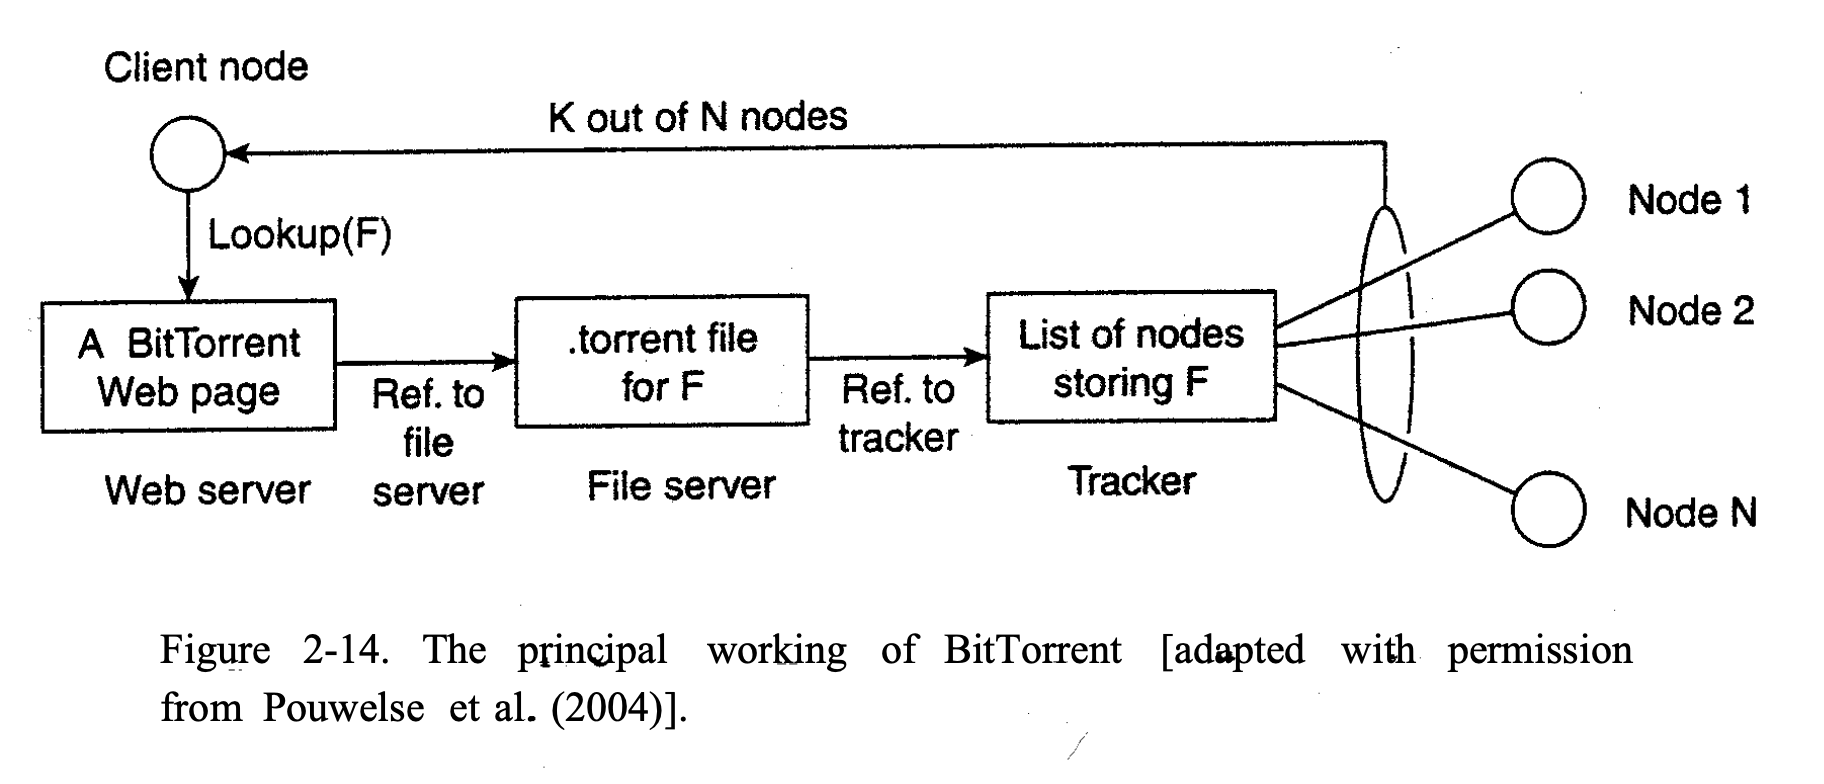 Client node
K out of N nodes
Node 1
Lookup(F)
Node 2
A BitTorrent
Web page
.torrent file
for F
List of nodes
storing F
Ref. to
file
server
Ref. to
tracker
Web server
File server
Tracker
Node N
Figure 2-14. The principal working of BitTorrent [adapted with permission
from Pouwelse et al. (2004)].